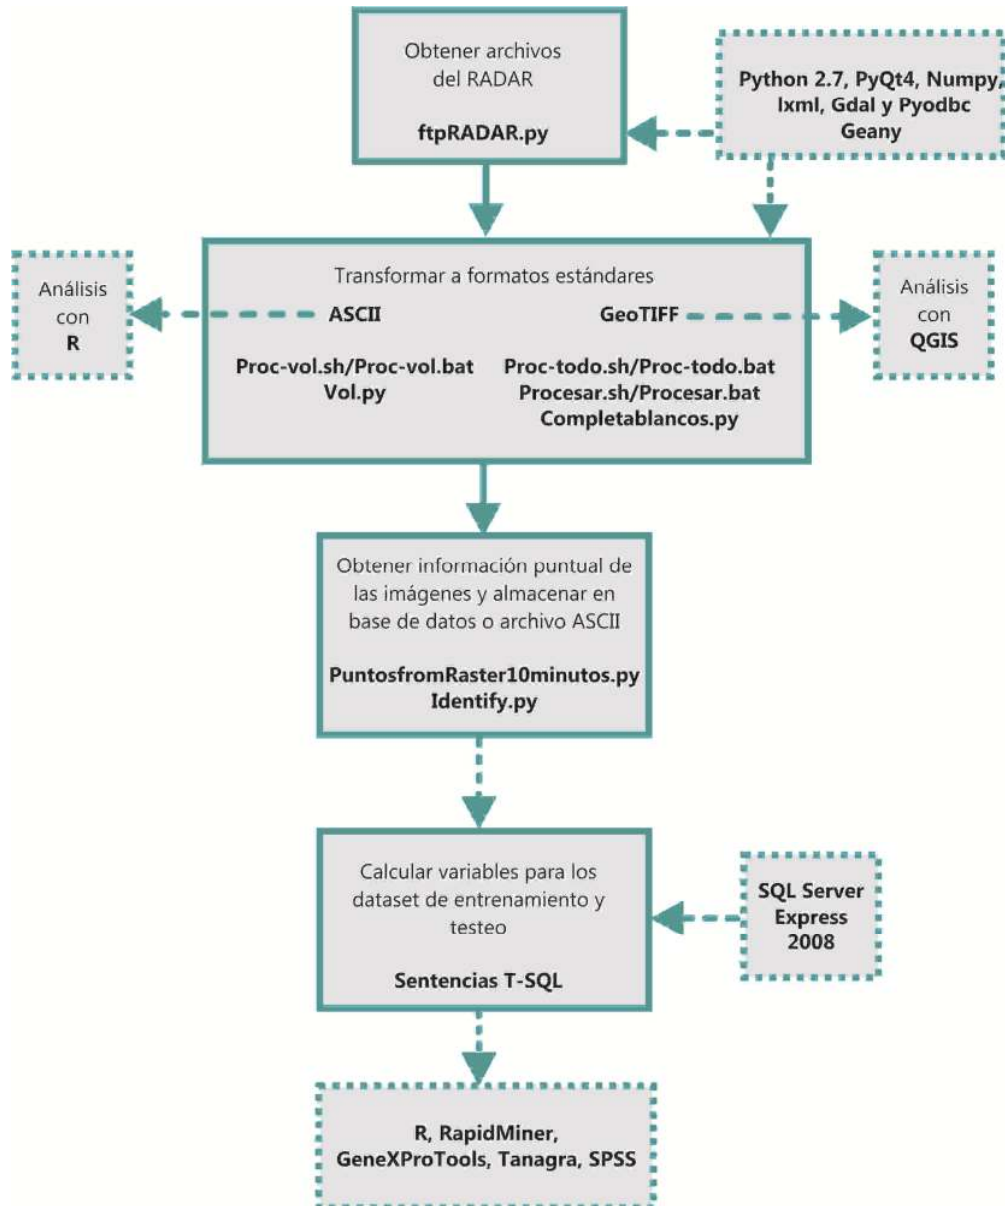 Obtener archivos
del RADAR
ftpRADAR.py
Python 2.7, PyQt4, Numpy,
lxml, Gdal y Pyodbc
Geany
Transformar a formatos estándares
ASCII
GeoTIFF
Proc-vol.sh/Proc-vol.bat
Vol.py
Proc-todo.sh/Proc-todo.bat
Procesar.sh/Procesar.bat
Completablancos.py
Análisis
con
R
Análisis
con
QGIS
Obtener información puntual de
las imágenes y almacenar en
base de datos o archivo ASCII
PuntosfromRaster10minutos.py
Identify.py
Calcular variables para los
dataset de entrenamiento y
testeo
Sentencias T-SQL
SQL Server
Express
2008
R, RapidMiner,
GeneXProTools, Tanagra, SPSS